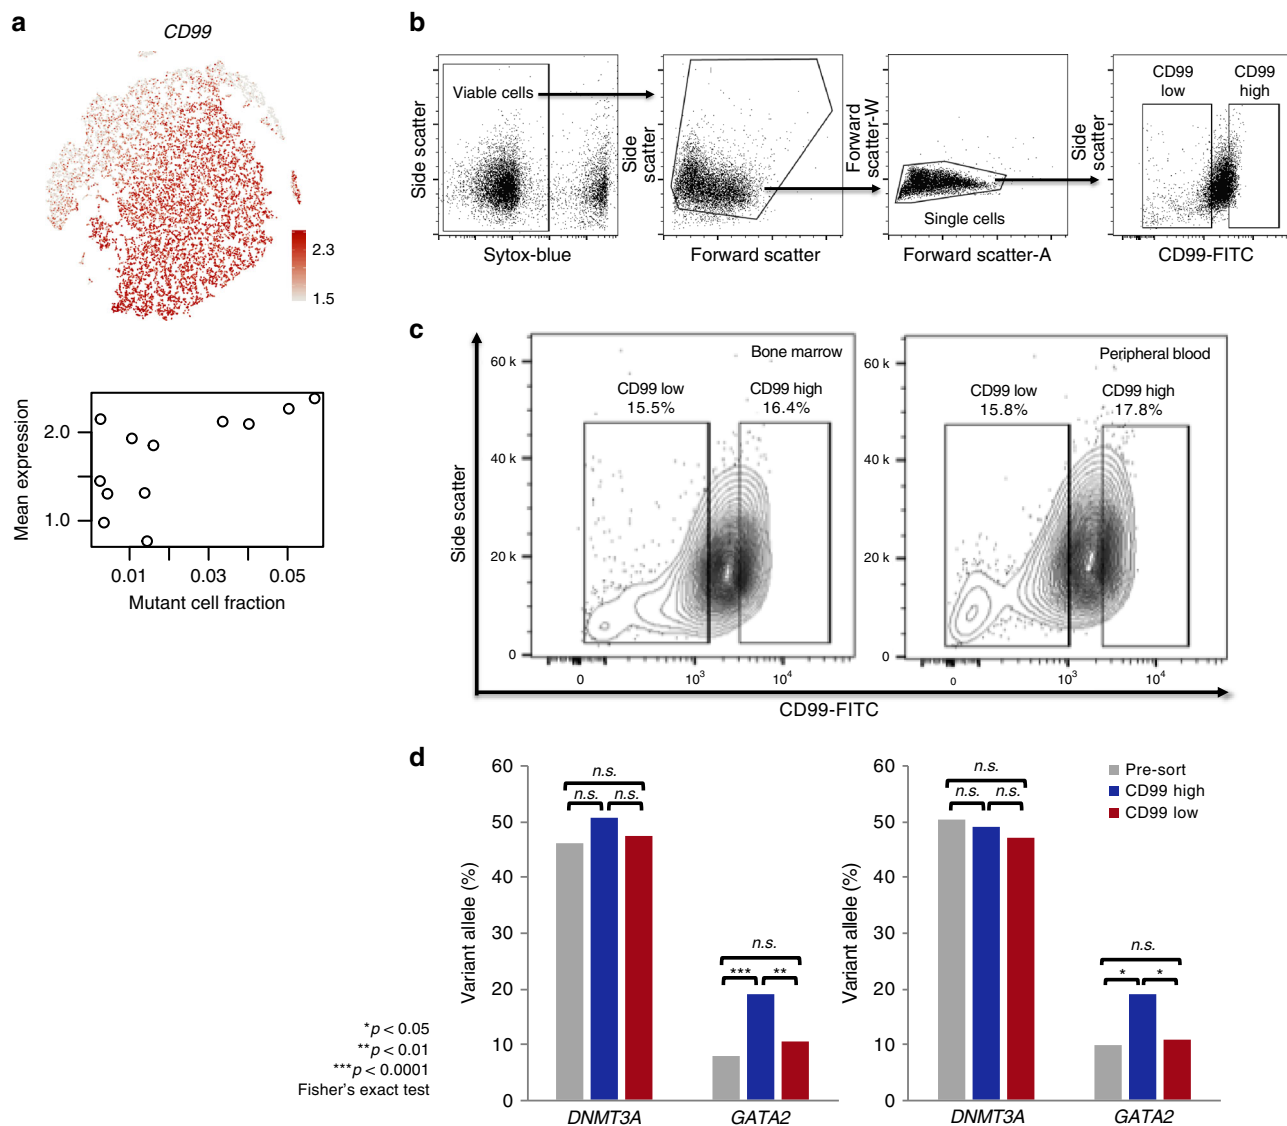 a
CD99
2.3
1.5
Mean expression
2.0
1.0
0.01
0.03
0.05
Mutant cell fraction
b
Side scatter
Viable cells
Sytox-blue
Side
scatter
Forward scatter
Forward
scatter-W
Single cells
Forward scatter-A
Side
scatter
CD99
low
CD99
high
CD99-FITC
c
Side scatter
60 k
40 k
20 k
0
Bone marrow
CD99 low
15.5%
CD99 high
16.4%
0
10³
10⁴
60 k
40 k
20 k
0
Peripheral blood
CD99 low
15.8%
CD99 high
17.8%
0
10³
10⁴
CD99-FITC
d
Variant allele (%)
60
50
40
30
20
10
0
n.s.
n.s.
n.s.
n.s.
***
**
DNMT3A
GATA2
Variant allele (%)
60
50
40
30
20
10
0
n.s.
n.s.
n.s.
n.s.
*
*
DNMT3A
GATA2
Pre-sort
CD99 high
CD99 low
*p < 0.05
**p < 0.01
***p < 0.0001
Fisher's exact test